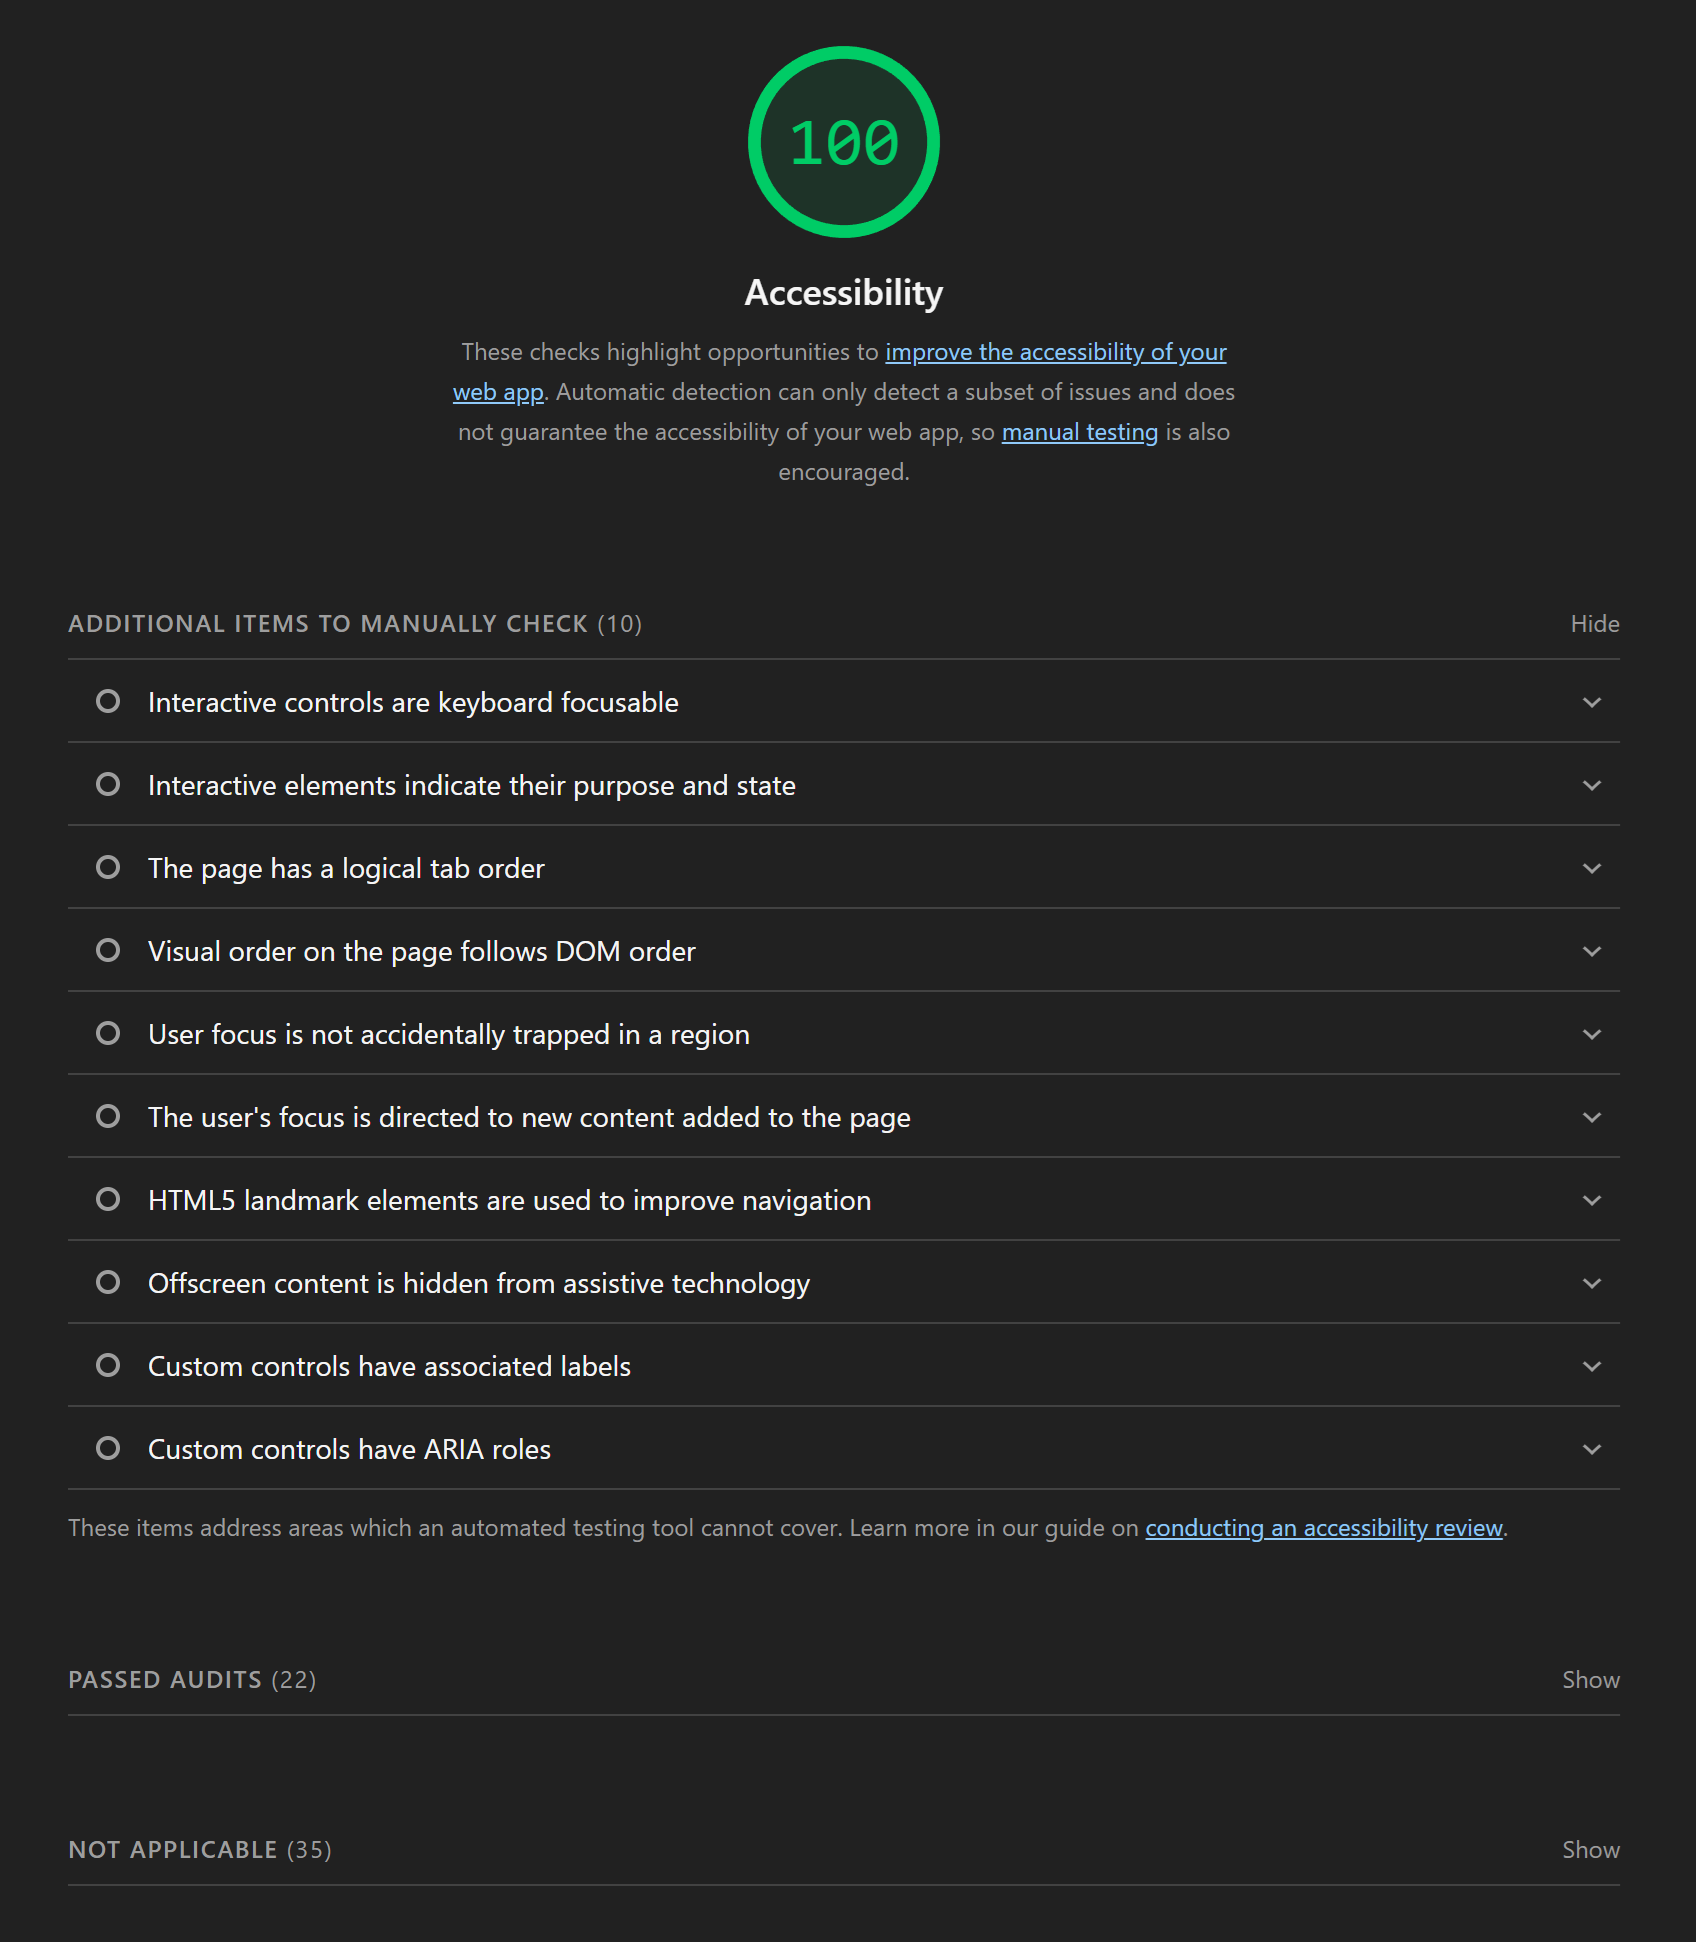 100
Accessibility
These checks highlight opportunities to improve the accessibility of your
web app. Automatic detection can only detect a subset of issues and does
not guarantee the accessibility of your web app, so manual testing is also
encouraged.
ADDITIONAL ITEMS TO MANUALLY CHECK (10) Hide
Interactive controls are keyboard focusable
Interactive elements indicate their purpose and state
The page has a logical tab order
Visual order on the page follows DOM order
User focus is not accidentally trapped in a region
The user's focus is directed to new content added to the page
HTML5 landmark elements are used to improve navigation
Offscreen content is hidden from assistive technology
Custom controls have associated labels
Custom controls have ARIA roles
These items address areas which an automated testing tool cannot cover. Learn more in our guide on conducting an accessibility review.
PASSED AUDITS (22) Show
NOT APPLICABLE (35) Show